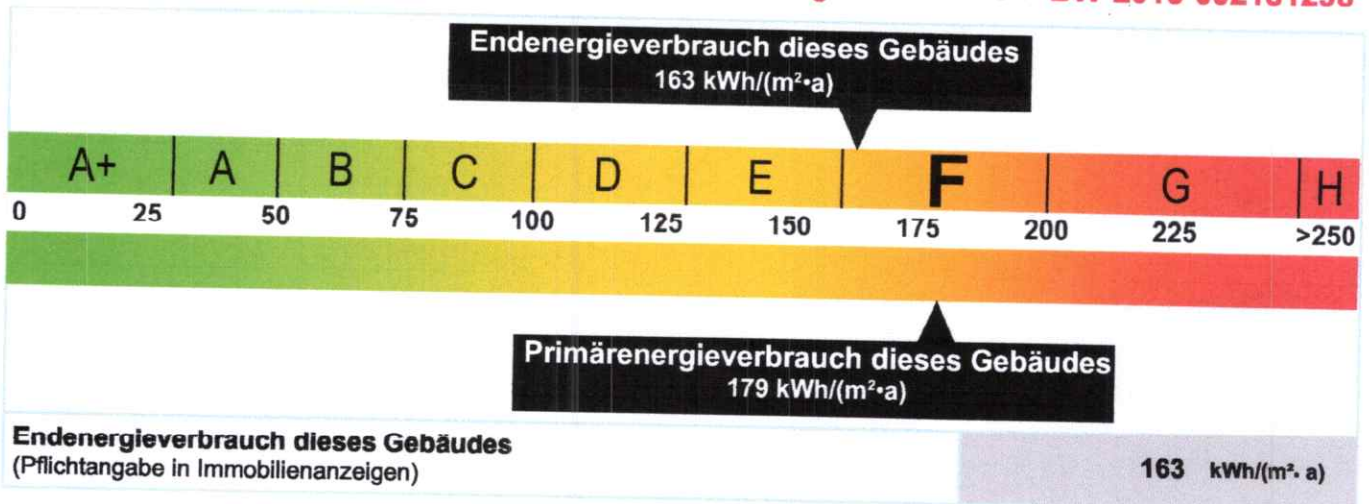 Endenergieverbrauch dieses Gebäudes
163 kWh/(m²•a)
A+ A B C D E F G H
0 25 50 75 100 125 150 175 200 225 >250
Primärenergieverbrauch dieses Gebäudes
179 kWh/(m²•a)
Endenergieverbrauch dieses Gebäudes
(Pflichtangabe in Immobilienanzeigen)
163 kWh/(m²• a)